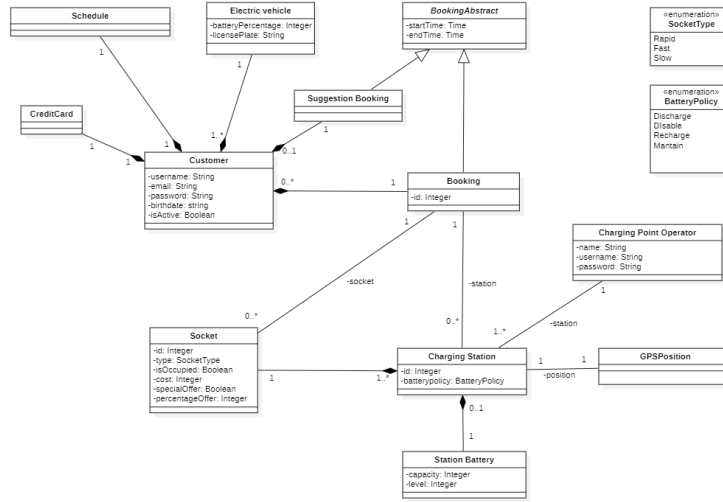 Schedule
Electric vehicle
-batteryPercentage: Integer
-licensePlate: String
BookingAbstract
-startTime: Time
-endTime: Time
«enumeration»
SocketType
Rapid
Fast
Slow
«enumeration»
BatteryPolicy
Discharge
DIsable
Recharge
Mantain
1
1
CreditCard
1
Suggestion Booking
1
1
1..*
0..1
1
Customer
-username: String
-email: String
-password: String
-birthdate: string
-isActive: Boolean
0..*
1
Booking
-id: Integer
1
1
Charging Point Operator
-name: String
-username: String
-password: String
1
-socket
-station
-station
0..*
0..*
1..*
Socket
-id: Integer
-type: SocketType
-isOccupied: Boolean
-cost: Integer
-specialOffer: Boolean
-percentageOffer: Integer
1
1..*
Charging Station
-id: Integer
-batterypolicy: BatteryPolicy
1
1
-position
GPSPosition
0..1
1
Station Battery
-capacity: Integer
-level: Integer